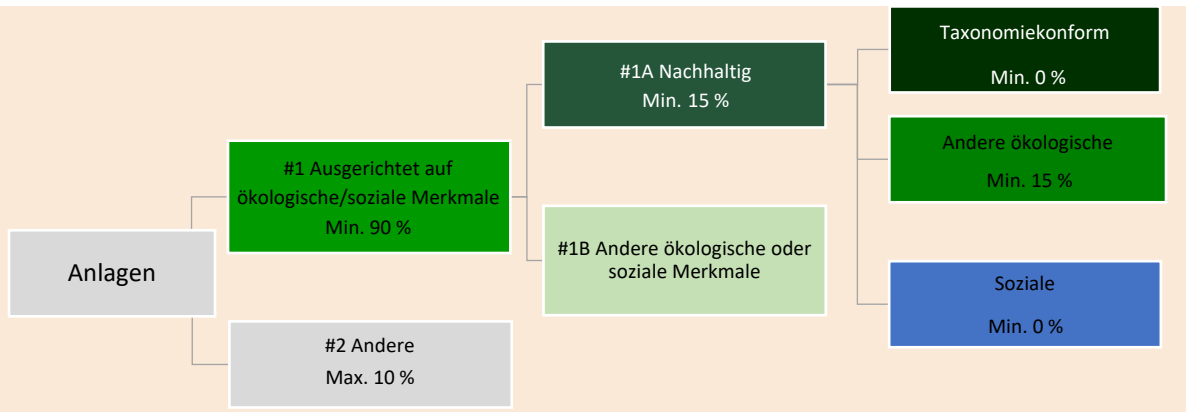 Anlagen
#1 Ausgerichtet auf
ökologische/soziale Merkmale
Min. 90 %
#2 Andere
Max. 10 %
#1A Nachhaltig
Min. 15 %
#1B Andere ökologische oder
soziale Merkmale
Taxonomiekonform
Min. 0 %
Andere ökologische
Min. 15 %
Soziale
Min. 0 %